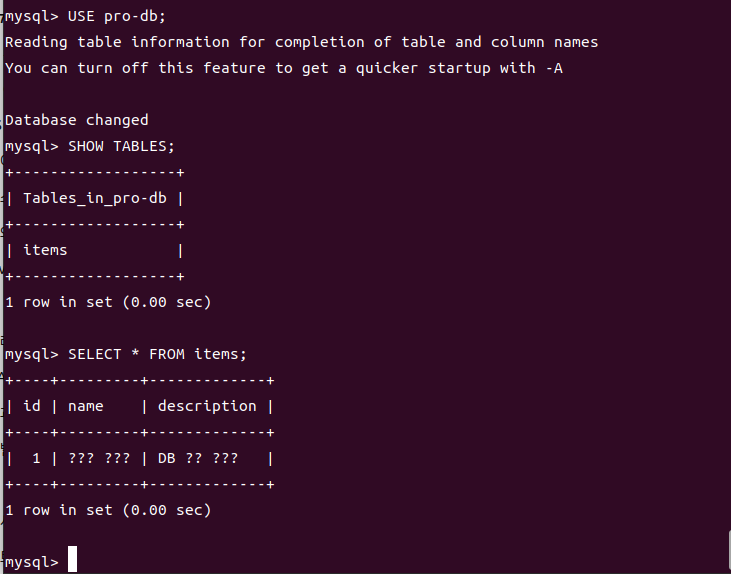 mysql> USE pro-db;
Reading table information for completion of table and column names
You can turn off this feature to get a quicker startup with -A
Database changed
mysql> SHOW TABLES;
+------------------+
| Tables_in_pro-db |
+------------------+
| items            |
+------------------+
1 row in set (0.00 sec)
mysql> SELECT * FROM items;
+----+---------+-------------+
| id | name    | description |
+----+---------+-------------+
|  1 | ??? ??? | DB ?? ???   |
+----+---------+-------------+
1 row in set (0.00 sec)
mysql>